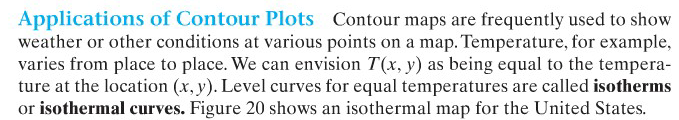 Applications of Contour Plots Contour maps are frequently used to show
weather or other conditions at various points on a map. Temperature, for example,
varies from place to place. We can envision T(x, y) as being equal to the tempera-
ture at the location (x, y). Level curves for equal temperatures are called isotherms
or isothermal curves. Figure 20 shows an isothermal map for the United States.